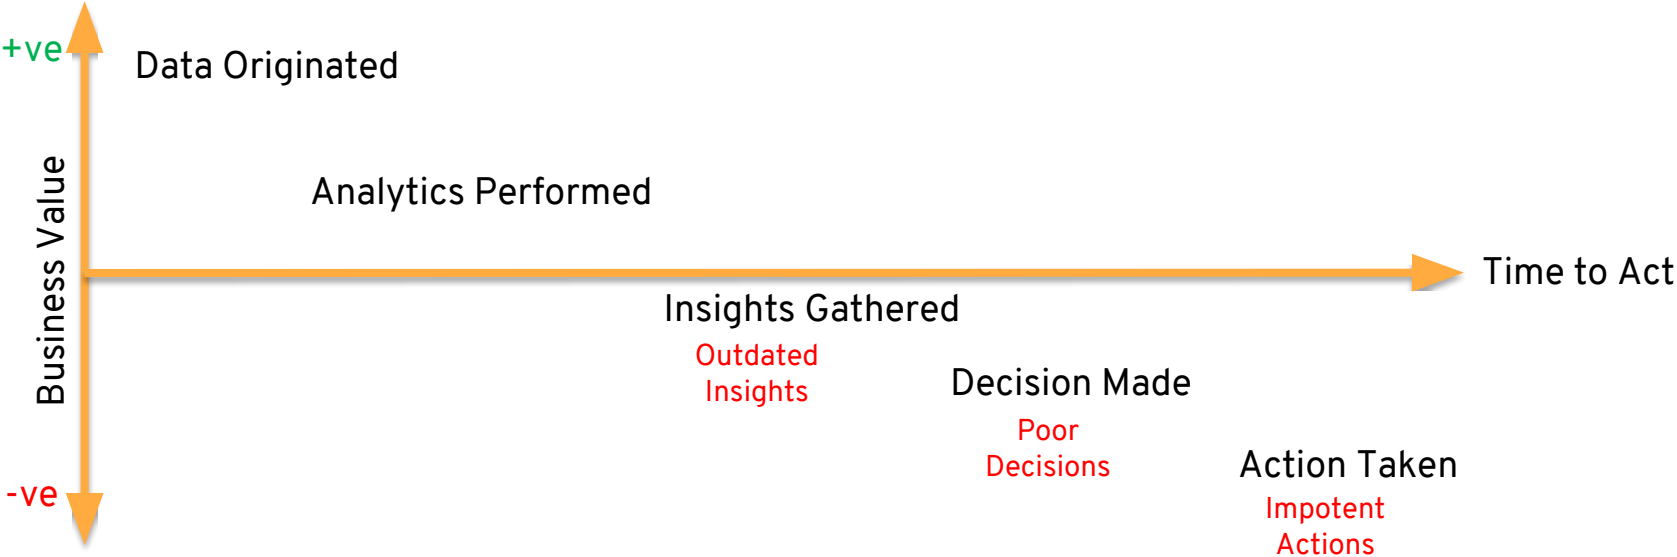 +ve
Data Originated
Analytics Performed
Business Value
Time to Act
Insights Gathered
Outdated
Insights
Decision Made
Poor
Decisions
Action Taken
-ve
Impotent
Actions